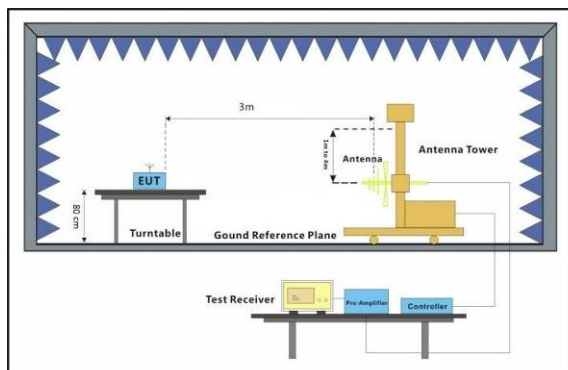 3m
1m to 4m
Antenna
Antenna Tower
EUT
80 cm
Turntable
Gound Reference Plane
Test Receiver
Pre-Amplifier
Controller